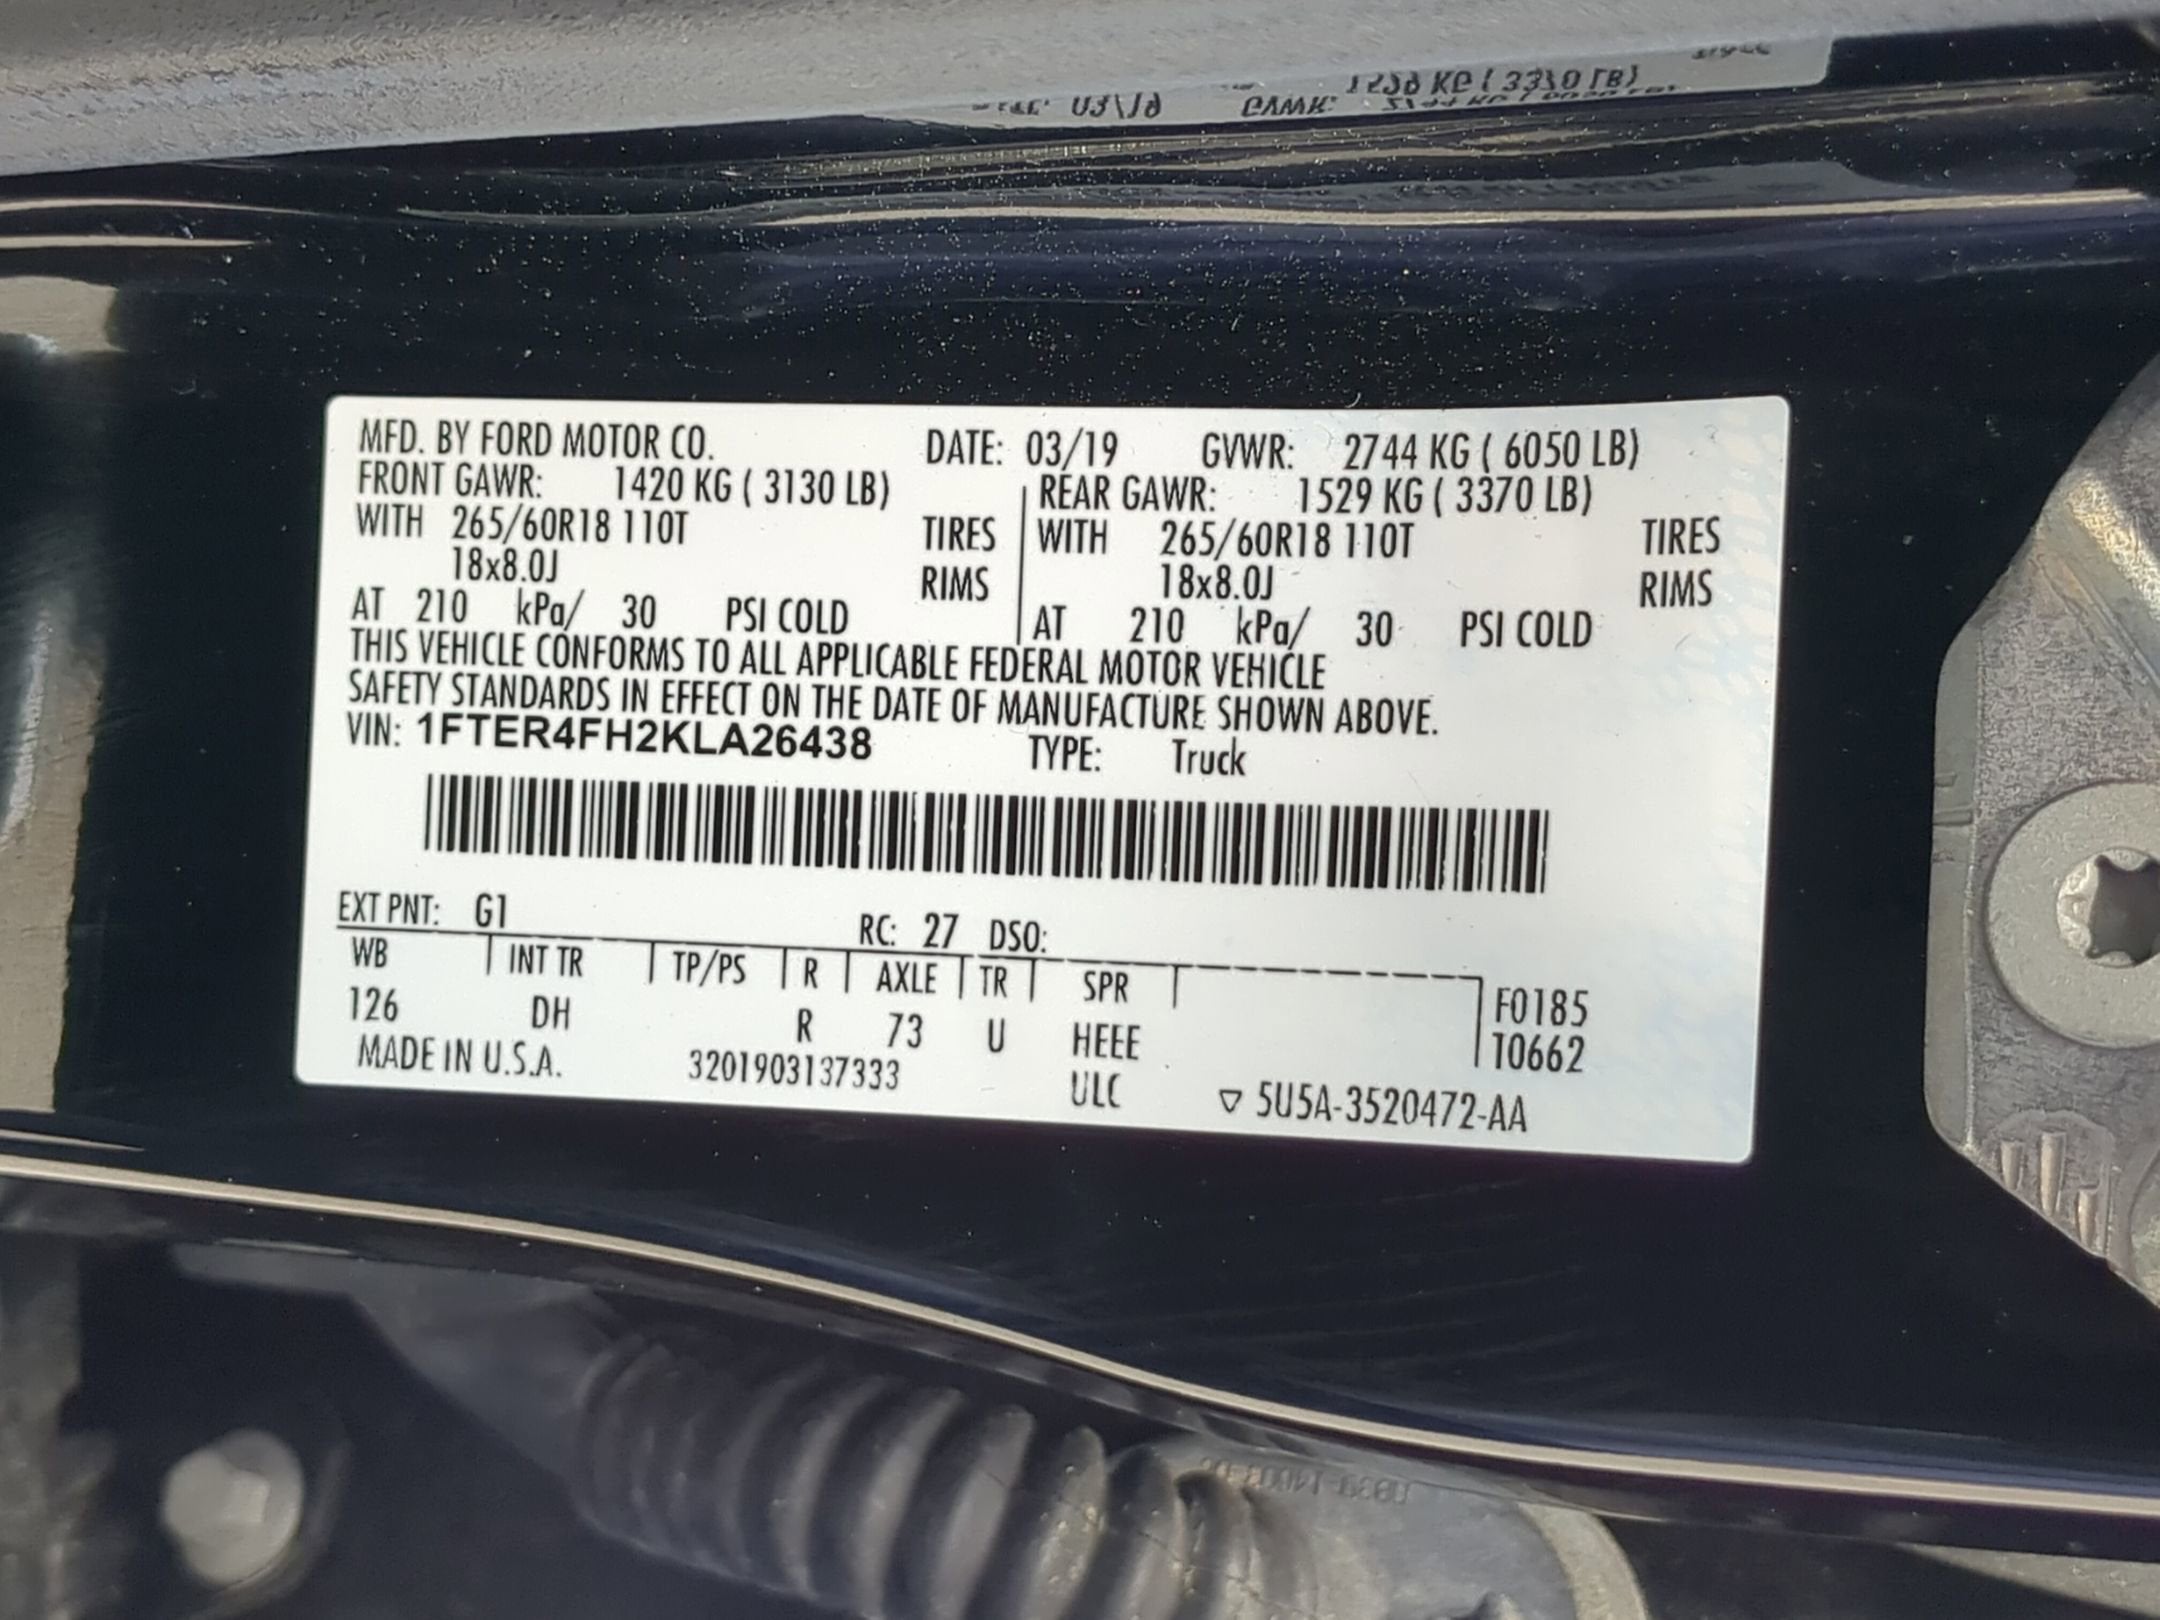 MFD. BY FORD MOTOR CO. DATE: 03/19 GVWR: 2744 KG ( 6050 LB)
FRONT GAWR: 1420 KG ( 3130 LB) REAR GAWR: 1529 KG ( 3370 LB)
WITH 265/60R18 110T TIRES WITH 265/60R18 110T TIRES
18x8.0J RIMS 18x8.0J RIMS
AT 210 kPa/ 30 PSI COLD AT 210 kPa/ 30 PSI COLD
THIS VEHICLE CONFORMS TO ALL APPLICABLE FEDERAL MOTOR VEHICLE
SAFETY STANDARDS IN EFFECT ON THE DATE OF MANUFACTURE SHOWN ABOVE.
VIN: 1FTER4FH2KLA26438 TYPE: Truck
EXT PNT: G1 RC: 27 DSO:
WB INT TR TP/PS R AXLE TR SPR F0185
126 DH R 73 U HEEE T0662
MADE IN U.S.A. 3201903137333 ULC ▽ 5U5A-3520472-AA